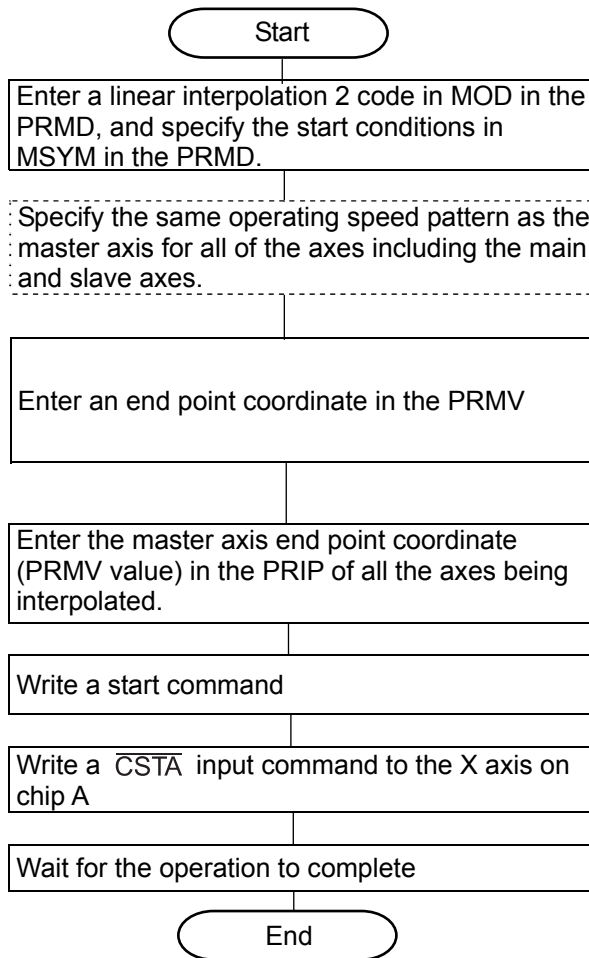 Start
Enter a linear interpolation 2 code in MOD in the
PRMD, and specify the start conditions in
MSYM in the PRMD.
Specify the same operating speed pattern as the
master axis for all of the axes including the main
and slave axes.
Enter an end point coordinate in the PRMV
Enter the master axis end point coordinate
(PRMV value) in the PRIP of all the axes being
interpolated.
Write a start command
Write a CSTA input command to the X axis on
chip A
Wait for the operation to complete
End